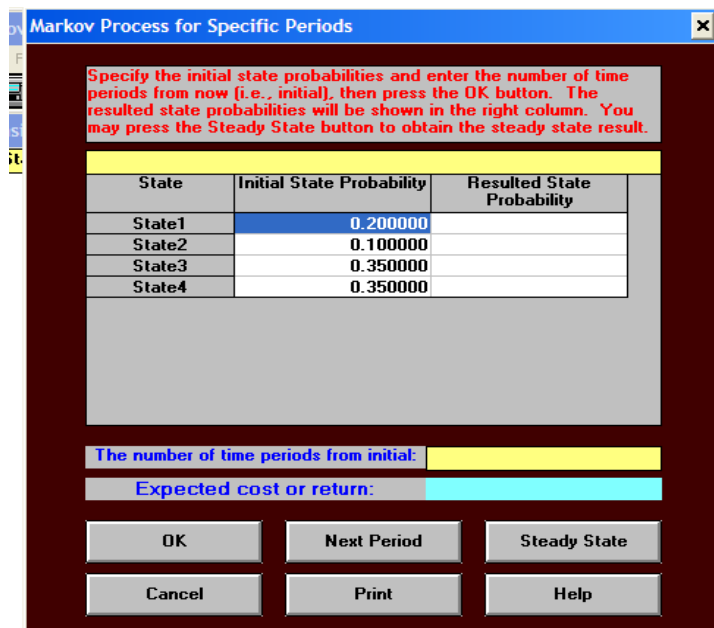 Markov Process for Specific Periods
Specify the initial state probabilities and enter the number of time
periods from now (i.e., initial), then press the OK button. The
resulted state probabilities will be shown in the right column. You
may press the Steady State button to obtain the steady state result.
State Initial State Probability Resulted State
Probability
State1 0.200000
State2 0.100000
State3 0.350000
State4 0.350000
The number of time periods from initial:
Expected cost or return:
OK Next Period Steady State
Cancel Print Help